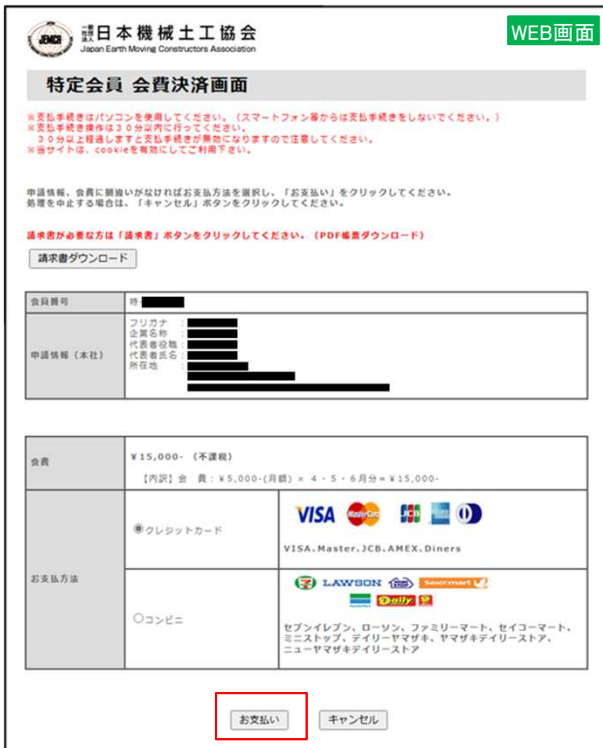 JEMCA
一般社団法人 日本機械土工協会
Japan Earth Moving Constructors Association
WEB画面
特定会員 会費決済画面
※支払手続きはパソコンを使用してください。（スマートフォン等からは支払手続きをしないでください。）
※支払手続き操作は３０分以内に行ってください。
３０分以上経過しますと支払手続きが無効になりますので注意してください。
※当サイトは、cookieを有効にしてご利用下さい。
申請情報、会費に間違いがなければお支払方法を選択し、「お支払い」をクリックしてください。
処理を中止する場合は、「キャンセル」ボタンをクリックしてください。
請求書が必要な方は「請求書」ボタンをクリックしてください。（PDF帳票ダウンロード）
請求書ダウンロード
会員番号
特-
申請情報（本社）
フリガナ ：
企業名称 ：
代表者役職：
代表者氏名：
所在地 ：
会費
¥15,000- （不課税）
【内訳】会 費：¥5,000-(月額) × 4・5・6月分＝¥15,000-
お支払方法
クレジットカード
VISA MasterCard JCB Diners
VISA.Master.JCB.AMEX.Diners
コンビニ
LAWSON Seicomart
Daily
セブンイレブン、ローソン、ファミリーマート、セイコーマート、
ミニストップ、デイリーヤマザキ、ヤマザキデイリーストア、
ニューヤマザキデイリーストア
お支払い
キャンセル